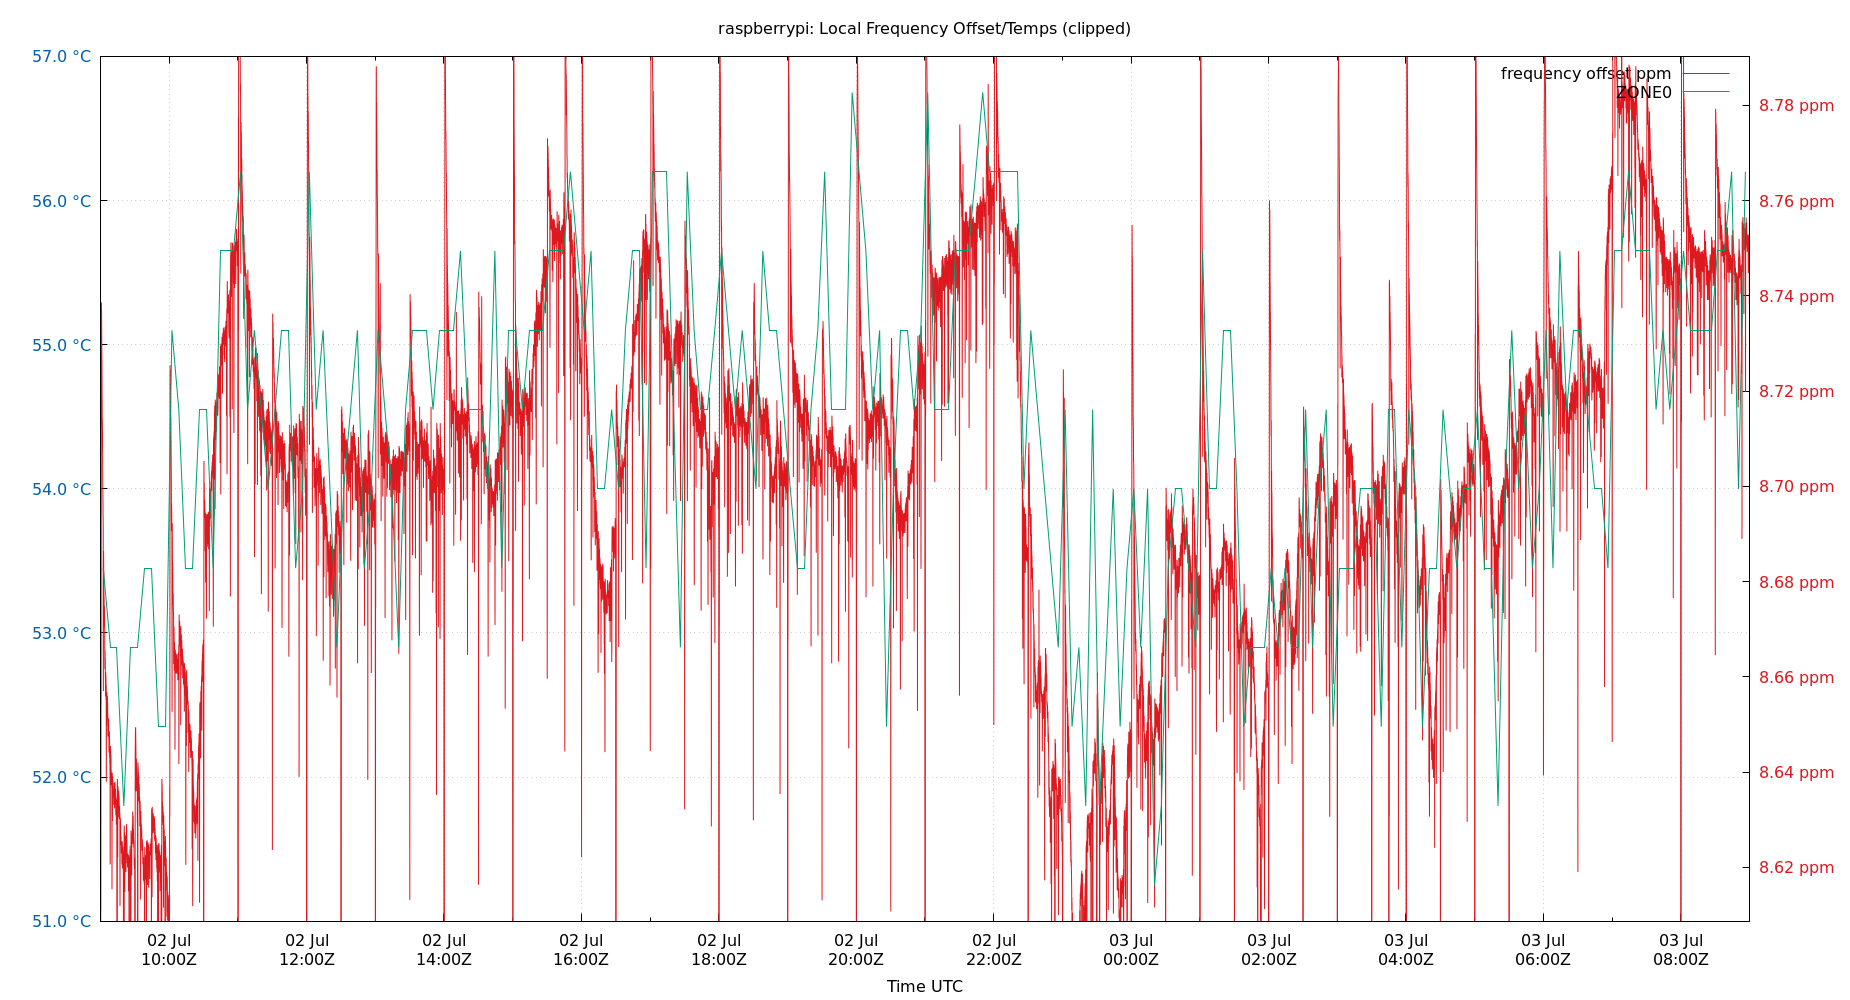 raspberrypi: Local Frequency Offset/Temps (clipped)
57.0 °C
56.0 °C
55.0 °C
54.0 °C
53.0 °C
52.0 °C
51.0 °C
frequency offset ppm
ZONE0
8.78 ppm
8.76 ppm
8.74 ppm
8.72 ppm
8.70 ppm
8.68 ppm
8.66 ppm
8.64 ppm
8.62 ppm
02 Jul 02 Jul 02 Jul 02 Jul 02 Jul 02 Jul 02 Jul 03 Jul 03 Jul 03 Jul 03 Jul 03 Jul
10:00Z 12:00Z 14:00Z 16:00Z 18:00Z 20:00Z 22:00Z 00:00Z 02:00Z 04:00Z 06:00Z 08:00Z
Time UTC